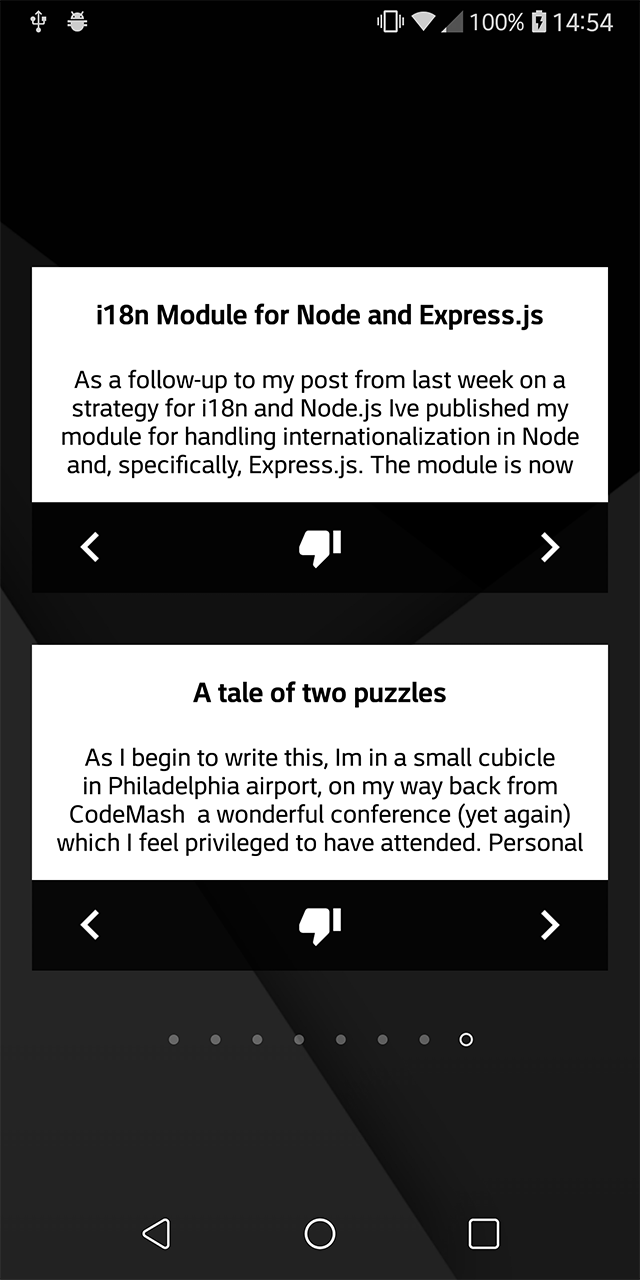 100% 14:54
i18n Module for Node and Express.js
As a follow-up to my post from last week on a
strategy for i18n and Node.js Ive published my
module for handling internationalization in Node
and, specifically, Express.js. The module is now
A tale of two puzzles
As I begin to write this, Im in a small cubicle
in Philadelphia airport, on my way back from
CodeMash  a wonderful conference (yet again)
which I feel privileged to have attended. Personal